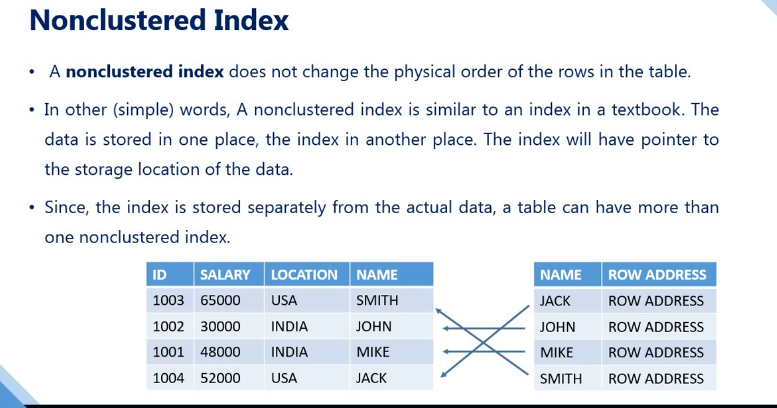 Nonclustered Index
• A nonclustered index does not change the physical order of the rows in the table.
• In other (simple) words, A nonclustered index is similar to an index in a textbook. The
data is stored in one place, the index in another place. The index will have pointer to
the storage location of the data.
• Since, the index is stored separately from the actual data, a table can have more than
one nonclustered index.
ID SALARY LOCATION NAME
1003 65000 USA SMITH
1002 30000 INDIA JOHN
1001 48000 INDIA MIKE
1004 52000 USA JACK
NAME ROW ADDRESS
JACK ROW ADDRESS
JOHN ROW ADDRESS
MIKE ROW ADDRESS
SMITH ROW ADDRESS